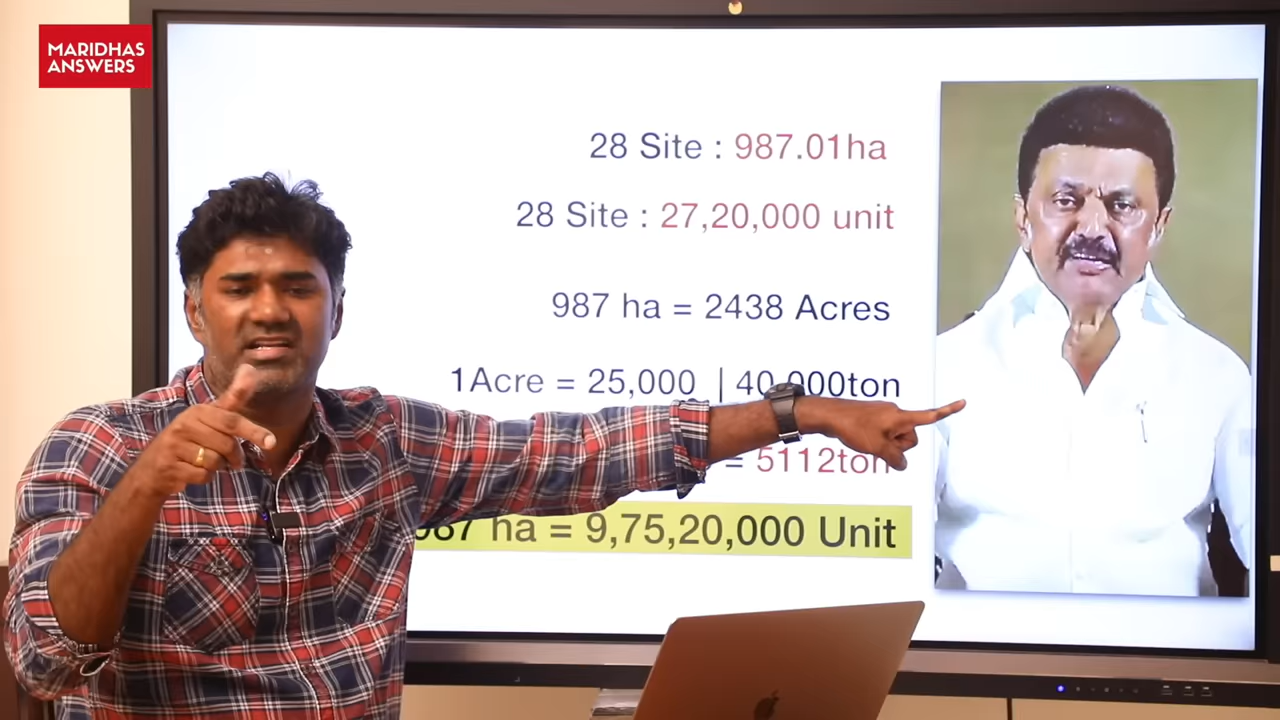 MARIDHAS
ANSWERS
28 Site : 987.01ha
28 Site : 27,20,000 unit
987 ha = 2438 Acres
1Acre = 25,000 | 40,000ton
= 5112ton
987 ha = 9,75,20,000 Unit